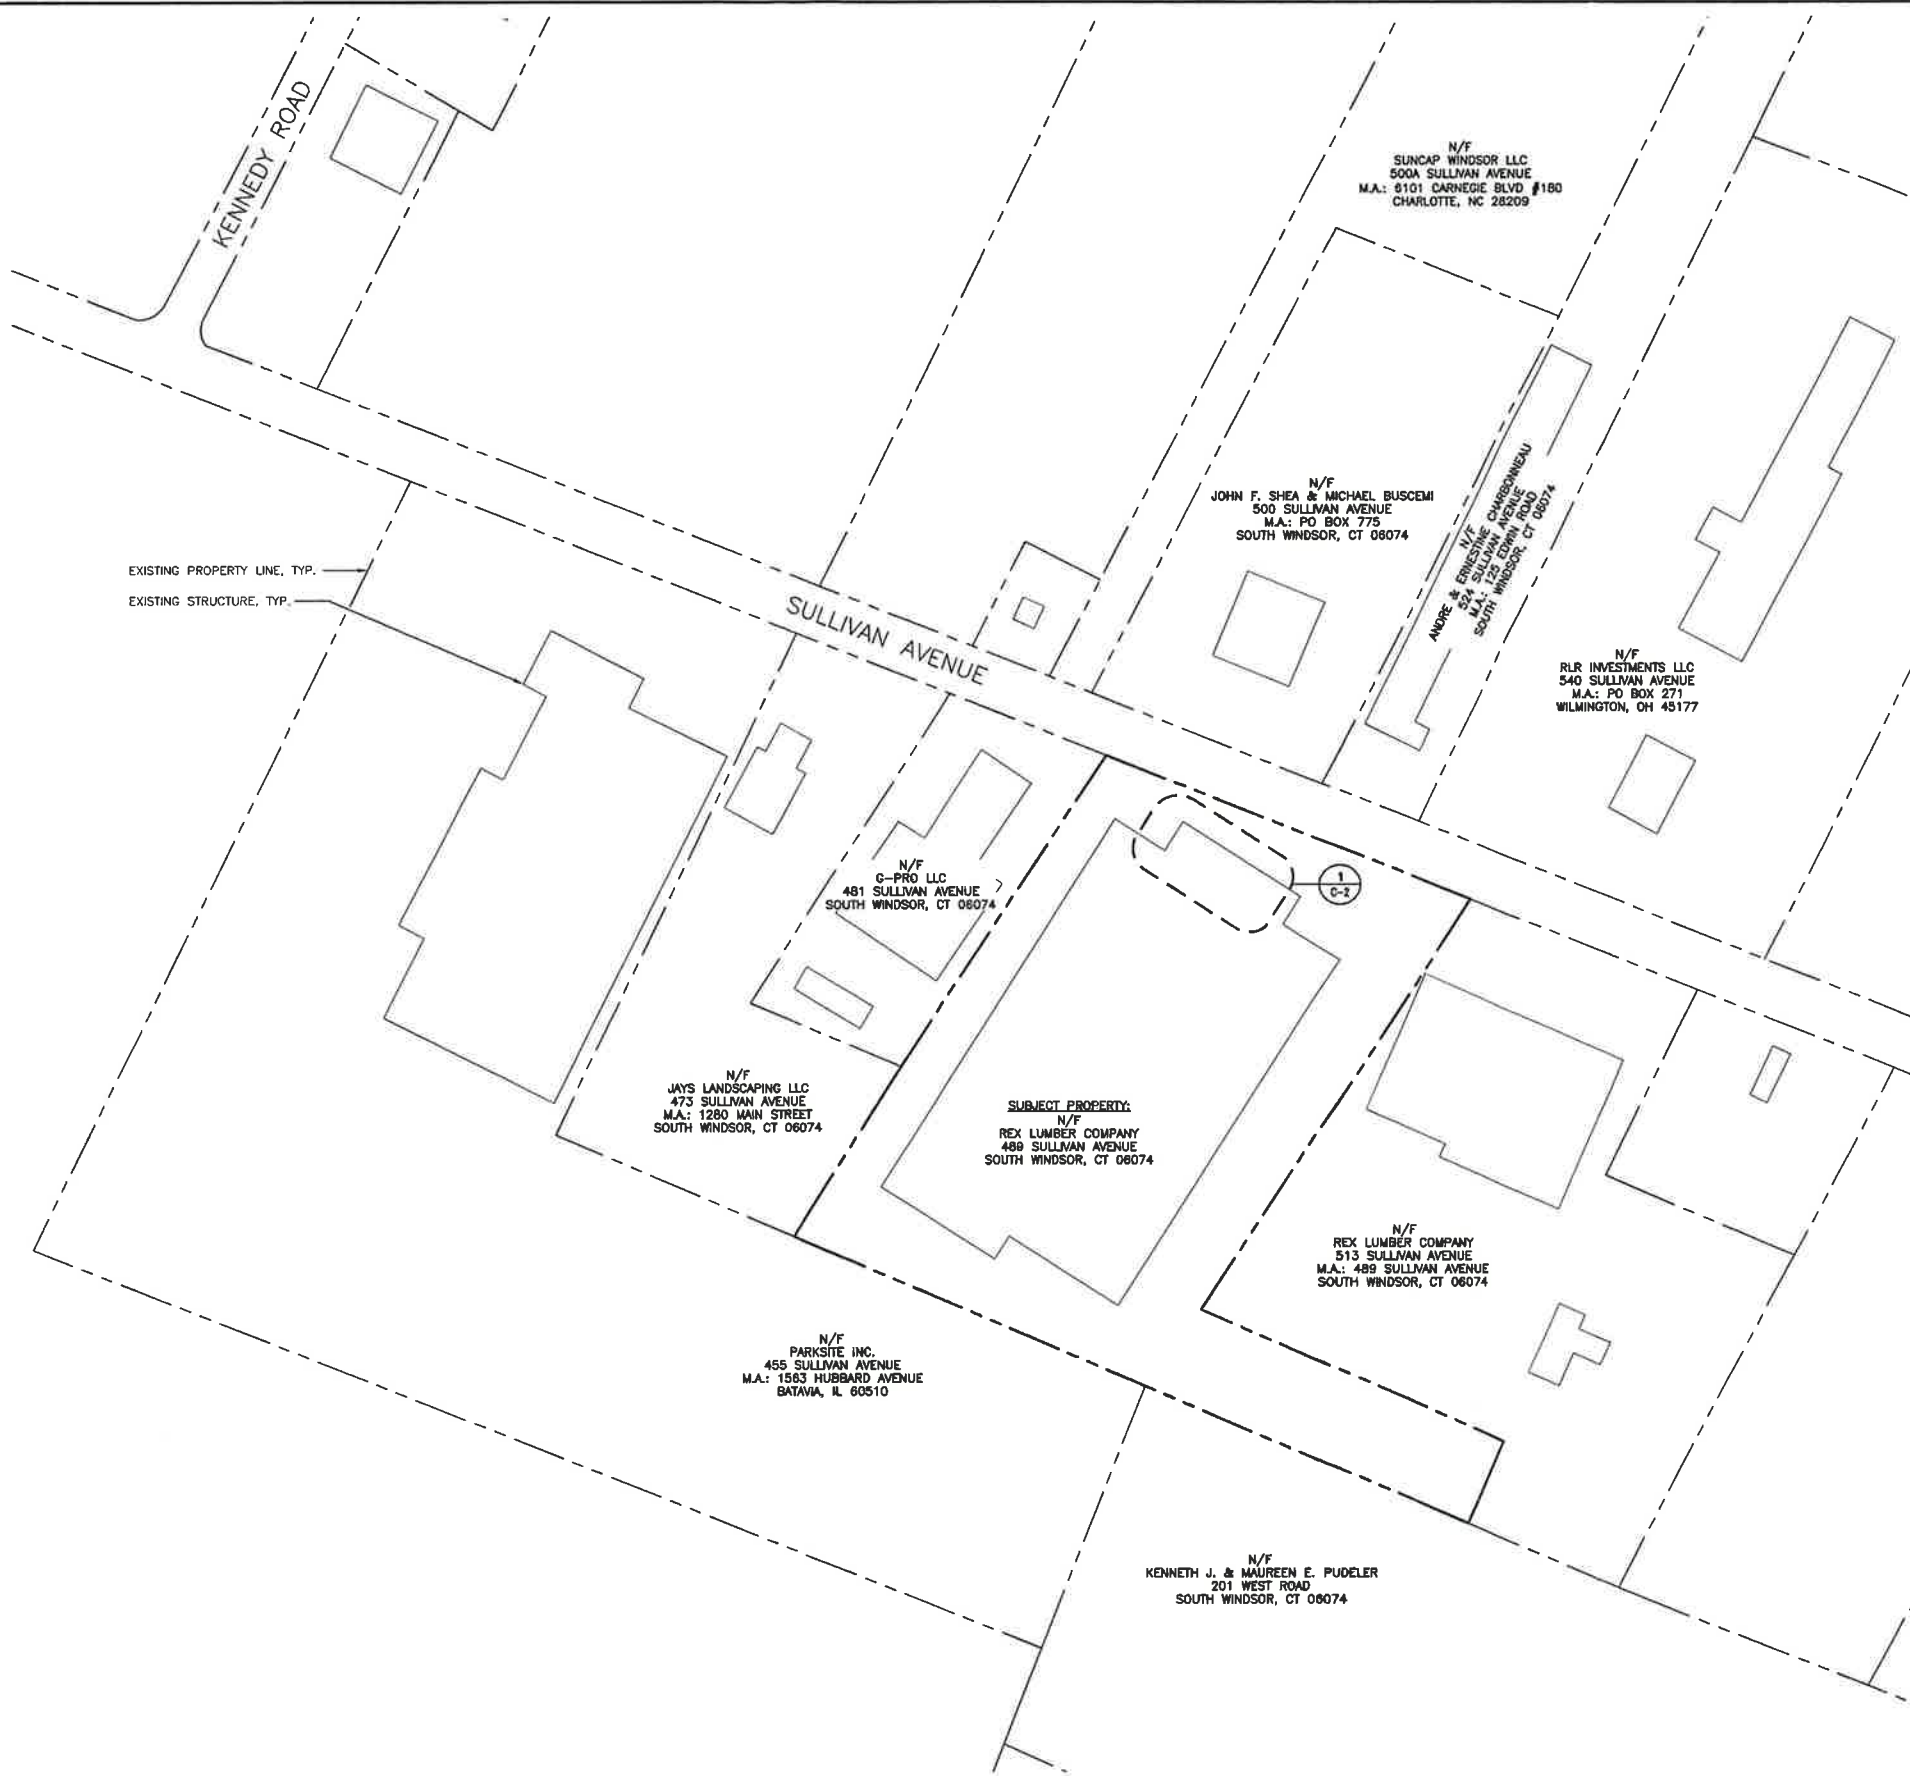 KENNEDY ROAD
N/F
SUNCAP WINDSOR LLC
500A SULLIVAN AVENUE
M.A.: 6101 CARNEGIE BLVD #180
CHARLOTTE, NC 28209
N/F
JOHN F. SHEA & MICHAEL BUSCEMI
500 SULLIVAN AVENUE
M.A.: PO BOX 775
SOUTH WINDSOR, CT 06074
N/F
ANDRE & ERNESTINE CHARBONNEAU
524 SULLIVAN AVENUE
M.A.: 125 EDWIN ROAD
SOUTH WINDSOR, CT 06074
EXISTING PROPERTY LINE, TYP.
EXISTING STRUCTURE, TYP.
SULLIVAN AVENUE
N/F
RLR INVESTMENTS LLC
540 SULLIVAN AVENUE
M.A.: PO BOX 271
WILMINGTON, OH 45177
N/F
G-PRO LLC
481 SULLIVAN AVENUE
SOUTH WINDSOR, CT 06074
1
C-2
N/F
JAYS LANDSCAPING LLC
473 SULLIVAN AVENUE
M.A.: 1280 MAIN STREET
SOUTH WINDSOR, CT 06074
SUBJECT PROPERTY:
N/F
REX LUMBER COMPANY
489 SULLIVAN AVENUE
SOUTH WINDSOR, CT 06074
N/F
REX LUMBER COMPANY
513 SULLIVAN AVENUE
M.A.: 489 SULLIVAN AVENUE
SOUTH WINDSOR, CT 06074
N/F
PARKSITE INC.
455 SULLIVAN AVENUE
M.A.: 1563 HUBBARD AVENUE
BATAVIA, IL 60510
N/F
KENNETH J. & MAUREEN E. PUDELER
201 WEST ROAD
SOUTH WINDSOR, CT 06074